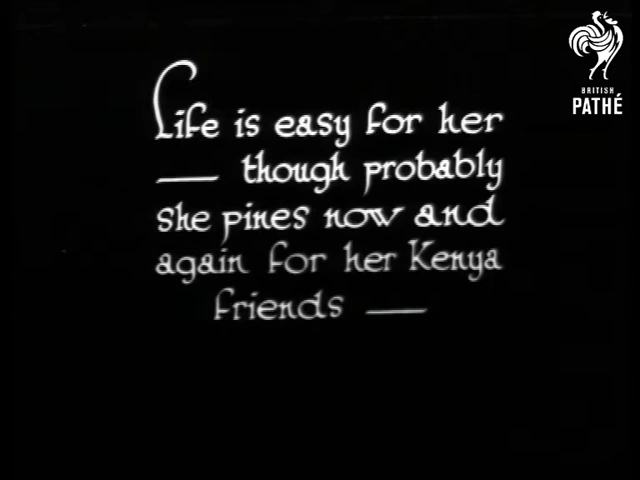 Life is easy for her
— though probably
she pines now and
again for her Kenya
friends —
BRITISH
PATHÉ